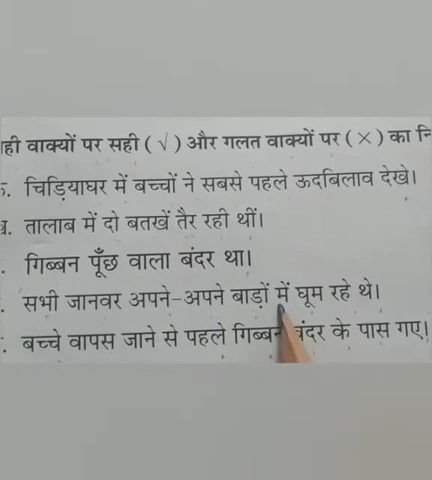 ही वाक्यों पर सही ( √ ) और गलत वाक्यों पर ( × ) का नि
क. चिड़ियाघर में बच्चों ने सबसे पहले ऊदबिलाव देखे।
ख. तालाब में दो बतखें तैर रही थीं।
. गिब्बन पूँछ वाला बंदर था।
: सभी जानवर अपने-अपने बाड़ों में घूम रहे थे।
: बच्चे वापस जाने से पहले गिब्बन बंदर के पास गए।